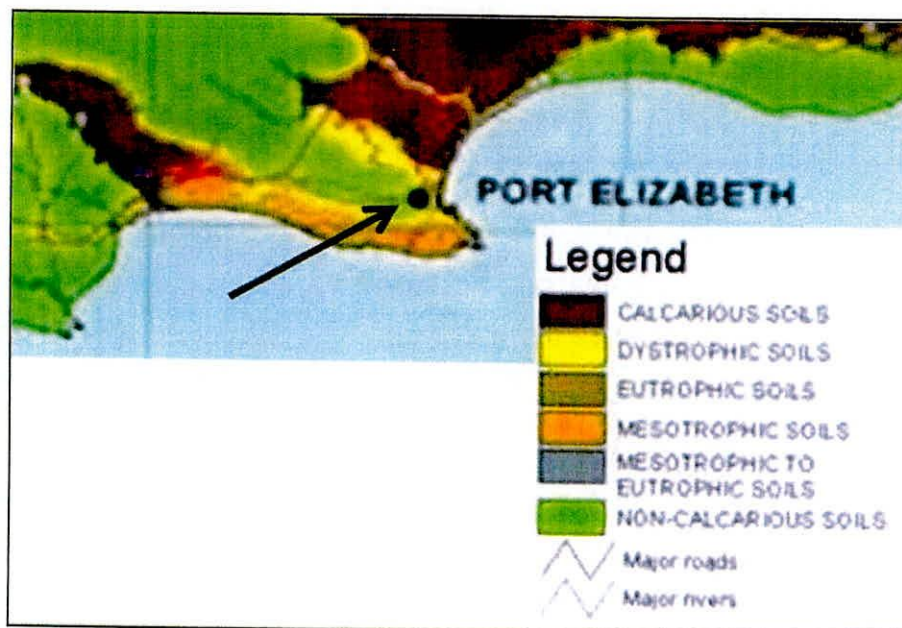 PORT ELIZABETH
Legend
CALCARIOUS SOILS
DYSTROPHIC SOILS
EUTROPHIC SOILS
MESOTROPHIC SOILS
MESOTROPHIC TO
EUTROPHIC SOILS
NON-CALCARIOUS SOILS
Major roads
Major rivers